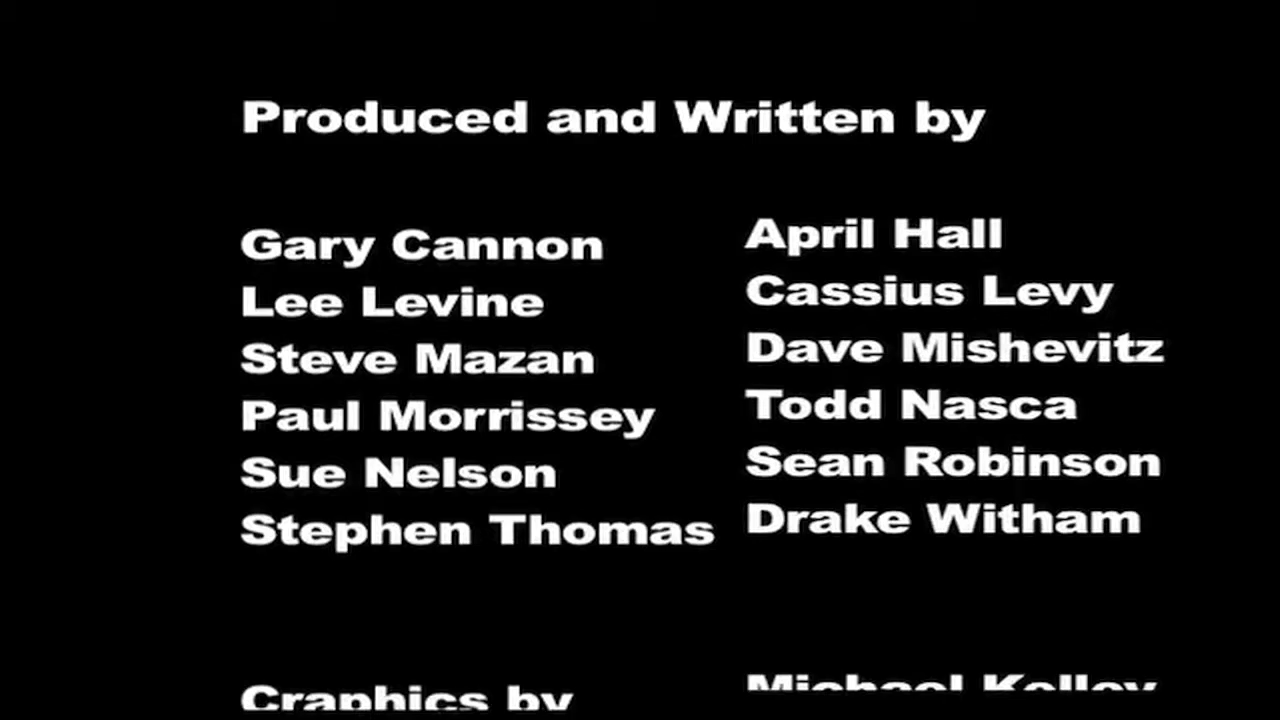 Produced and Written by
Gary Cannon
Lee Levine
Steve Mazan
Paul Morrissey
Sue Nelson
Stephen Thomas
April Hall
Cassius Levy
Dave Mishevitz
Todd Nasca
Sean Robinson
Drake Witham
Graphics by
Michael Kelley